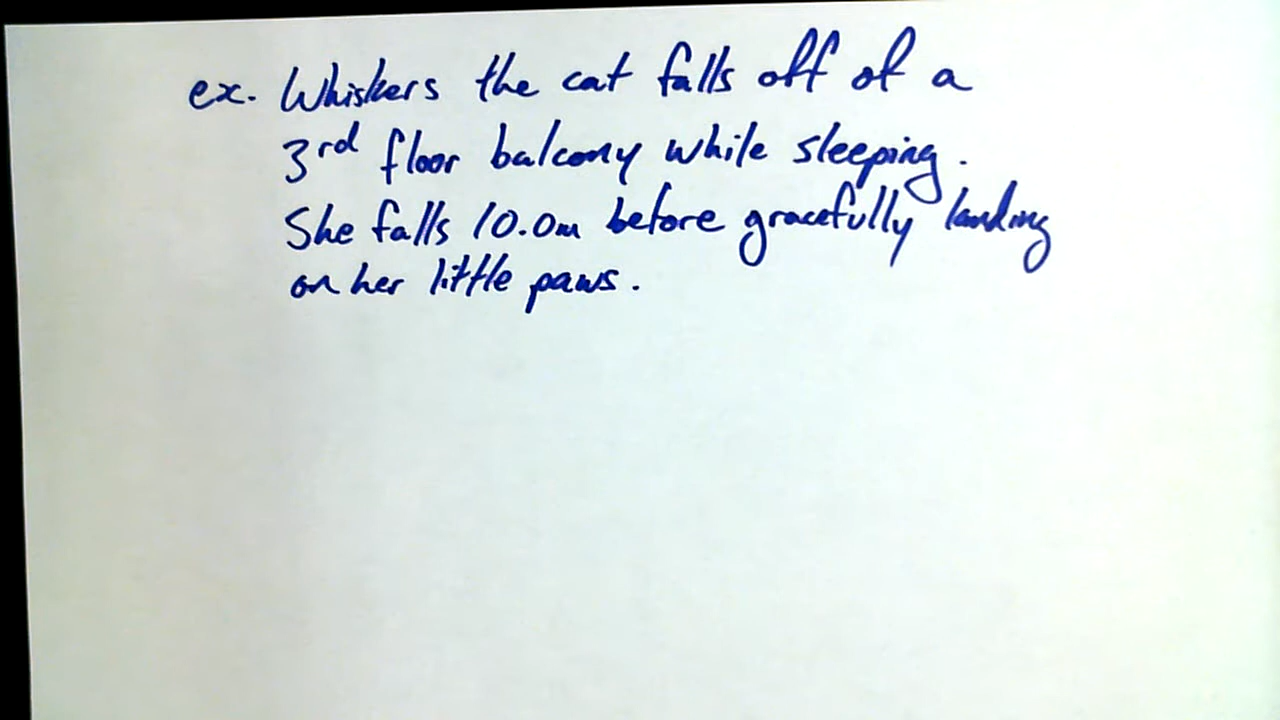 ex. Whiskers the cat falls off of a
3rd floor balcony while sleeping.
She falls 10.0m before gracefully landing
on her little paws.